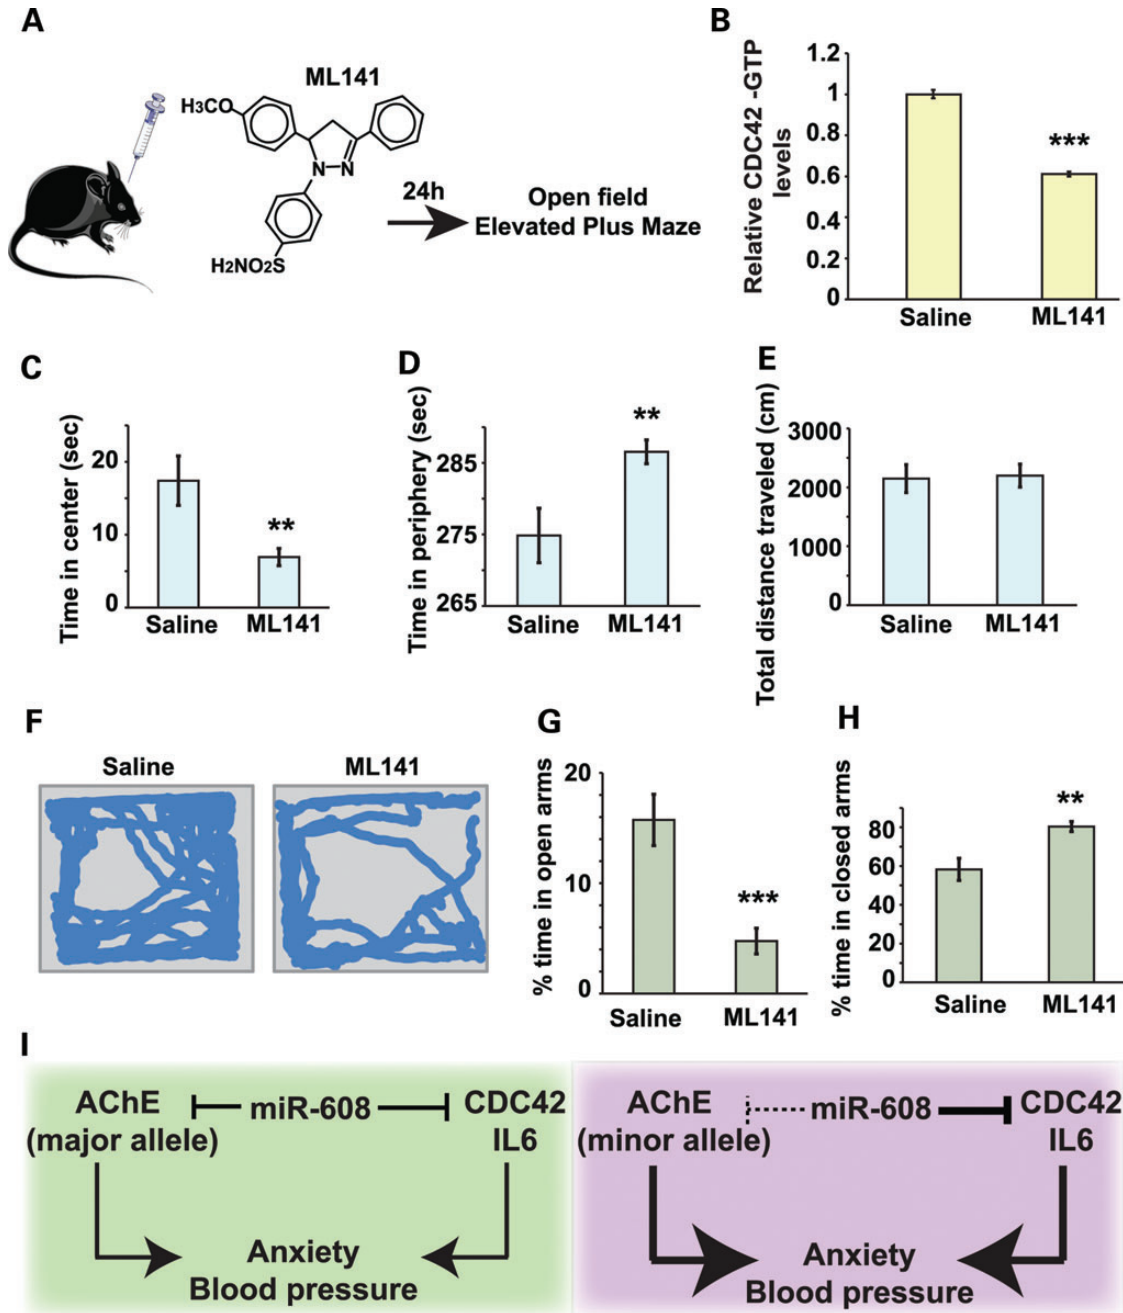 A
ML141
H3CO
N
N
H2NO2S
24h
Open field
Elevated Plus Maze
B
Relative CDC42 -GTP
levels
1.2
1
0.8
0.6
0.4
0.2
0
***
Saline
ML141
C
Time in center (sec)
20
10
0
**
Saline
ML141
D
Time in periphery (sec)
285
275
265
**
Saline
ML141
E
Total distance traveled (cm)
3000
2000
1000
0
Saline
ML141
F
Saline
ML141
G
% time in open arms
20
10
0
***
Saline
ML141
H
% time in closed arms
80
60
40
20
0
**
Saline
ML141
I
AChE
(major allele)
miR-608
CDC42
IL6
Anxiety
Blood pressure
AChE
(minor allele)
miR-608
CDC42
IL6
Anxiety
Blood pressure